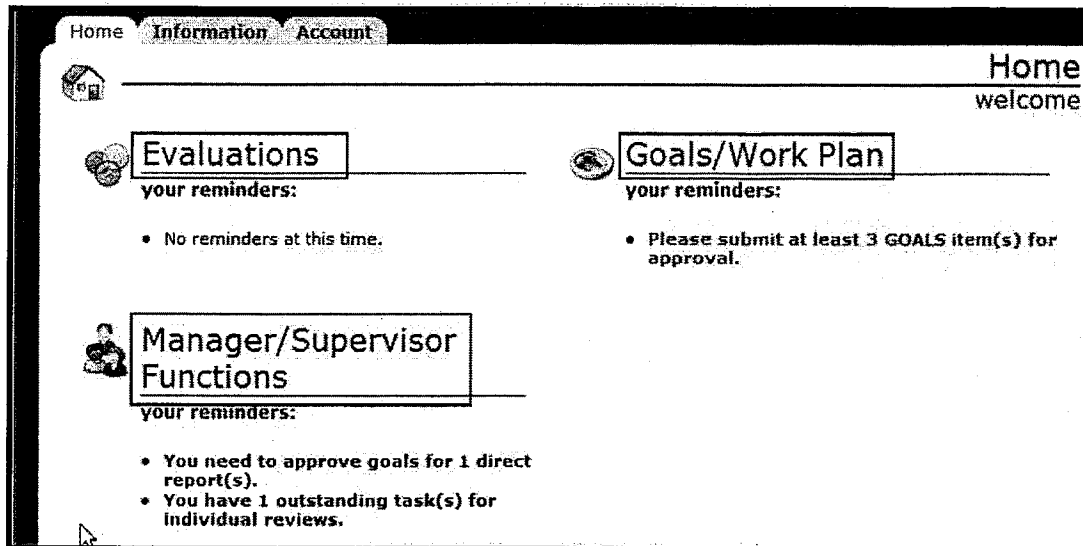 Home Information Account
Home
welcome
Evaluations
your reminders:
• No reminders at this time.
Goals/Work Plan
your reminders:
• Please submit at least 3 GOALS item(s) for
approval.
Manager/Supervisor
Functions
your reminders:
• You need to approve goals for 1 direct
report(s).
• You have 1 outstanding task(s) for
individual reviews.